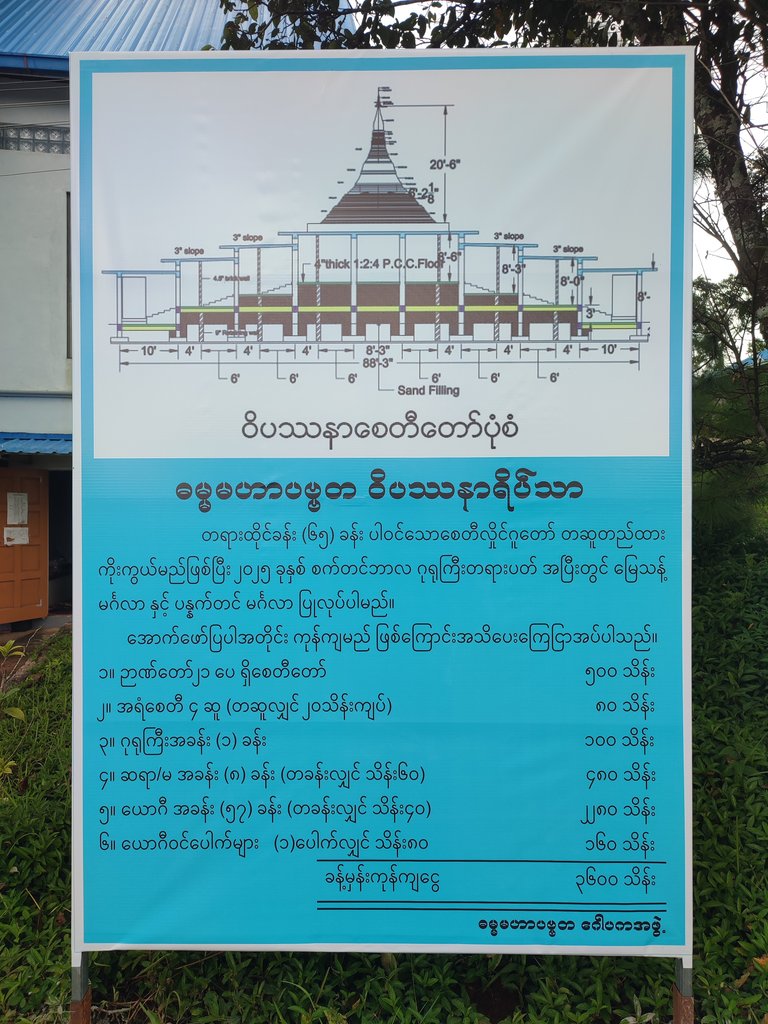 20'-6"
6'-2 1/8"
3" slope
3" slope
3" slope
3" slope
4"thick 1:2:4 P.C.C.Floor
8'-6"
8'-3"
8'-0"
8'-
4.5" brick wall
3'
10'
4'
4'
4'
8'-3"
4'
4'
4'
10'
88'-3"
6'
6'
6'
6'
6'
6'
Sand Filling
ဝိပဿနာစေတီတော်ပုံစံ
ဓမ္မမဟာပဗ္ဗတ ဝိပဿနာရိပ်သာ
တရားထိုင်ခန်း (၆၅) ခန်း ပါဝင်သောစေတီလှိုင်ဂူတော် တဆူတည်ထား
ကိုးကွယ်မည်ဖြစ်ပြီး၂၀၂၅ ခုနှစ် စက်တင်ဘာလ ဂုရုကြီးတရားပတ် အပြီးတွင် မြေသန့်
မင်္ဂလာ နှင့် ပန္နက်တင် မင်္ဂလာ ပြုလုပ်ပါမည်။
အောက်ဖော်ပြပါအတိုင်း ကုန်ကျမည် ဖြစ်ကြောင်းအသိပေးကြေငြာအပ်ပါသည်။
၁။ ဉာဏ်တော်၂၁ ပေ ရှိစေတီတော် ၅၀၀ သိန်း
၂။ အရံစေတီ ၄ ဆူ (တဆူလျှင်၂၀သိန်းကျပ်) ၈၀ သိန်း
၃။ ဂုရုကြီးအခန်း (၁) ခန်း ၁၀၀ သိန်း
၄။ ဆရာ/မ အခန်း (၈) ခန်း (တခန်းလျှင် သိန်း၆၀) ၄၈၀ သိန်း
၅။ ယောဂီ အခန်း (၅၇) ခန်း (တခန်းလျှင် သိန်း၄၀) ၂၂၈၀ သိန်း
၆။ ယောဂီဝင်ပေါက်များ (၁)ပေါက်လျှင် သိန်း၈၀ ၁၆၀ သိန်း
ခန့်မှန်းကုန်ကျငွေ ၃၆၀၀ သိန်း
ဓမ္မမဟာပဗ္ဗတ ဂေါပကအဖွဲ့